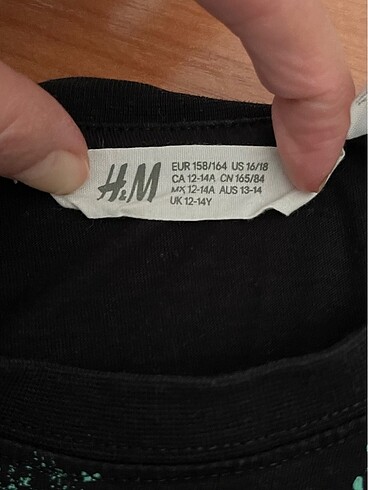 H&M
EUR 158/164 US 16/18
CA 12-14A CN 165/84
MX 12-14A AUS 13-14
UK 12-14Y